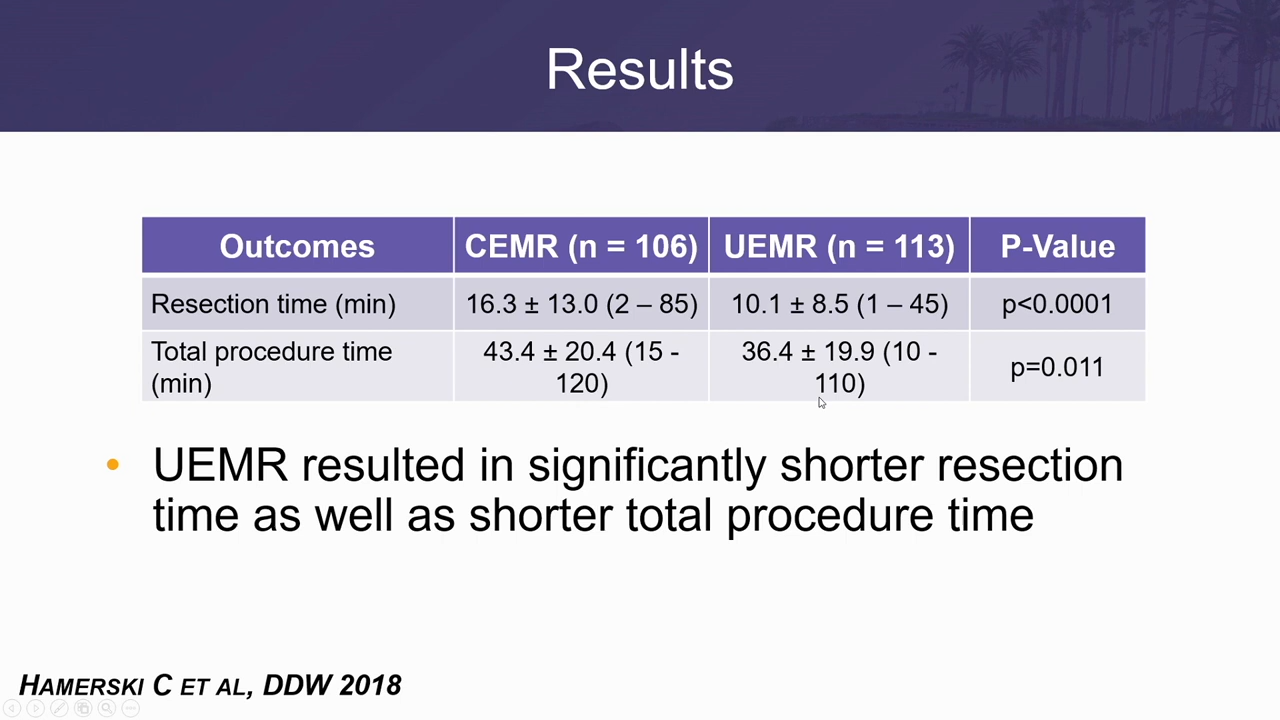 Results
Outcomes CEMR (n = 106) UEMR (n = 113) P-Value
Resection time (min) 16.3 ± 13.0 (2 – 85) 10.1 ± 8.5 (1 – 45) p<0.0001
Total procedure time
(min)
43.4 ± 20.4 (15 -
120)
36.4 ± 19.9 (10 -
110)
p=0.011
• UEMR resulted in significantly shorter resection
time as well as shorter total procedure time
HAMERSKI C ET AL, DDW 2018